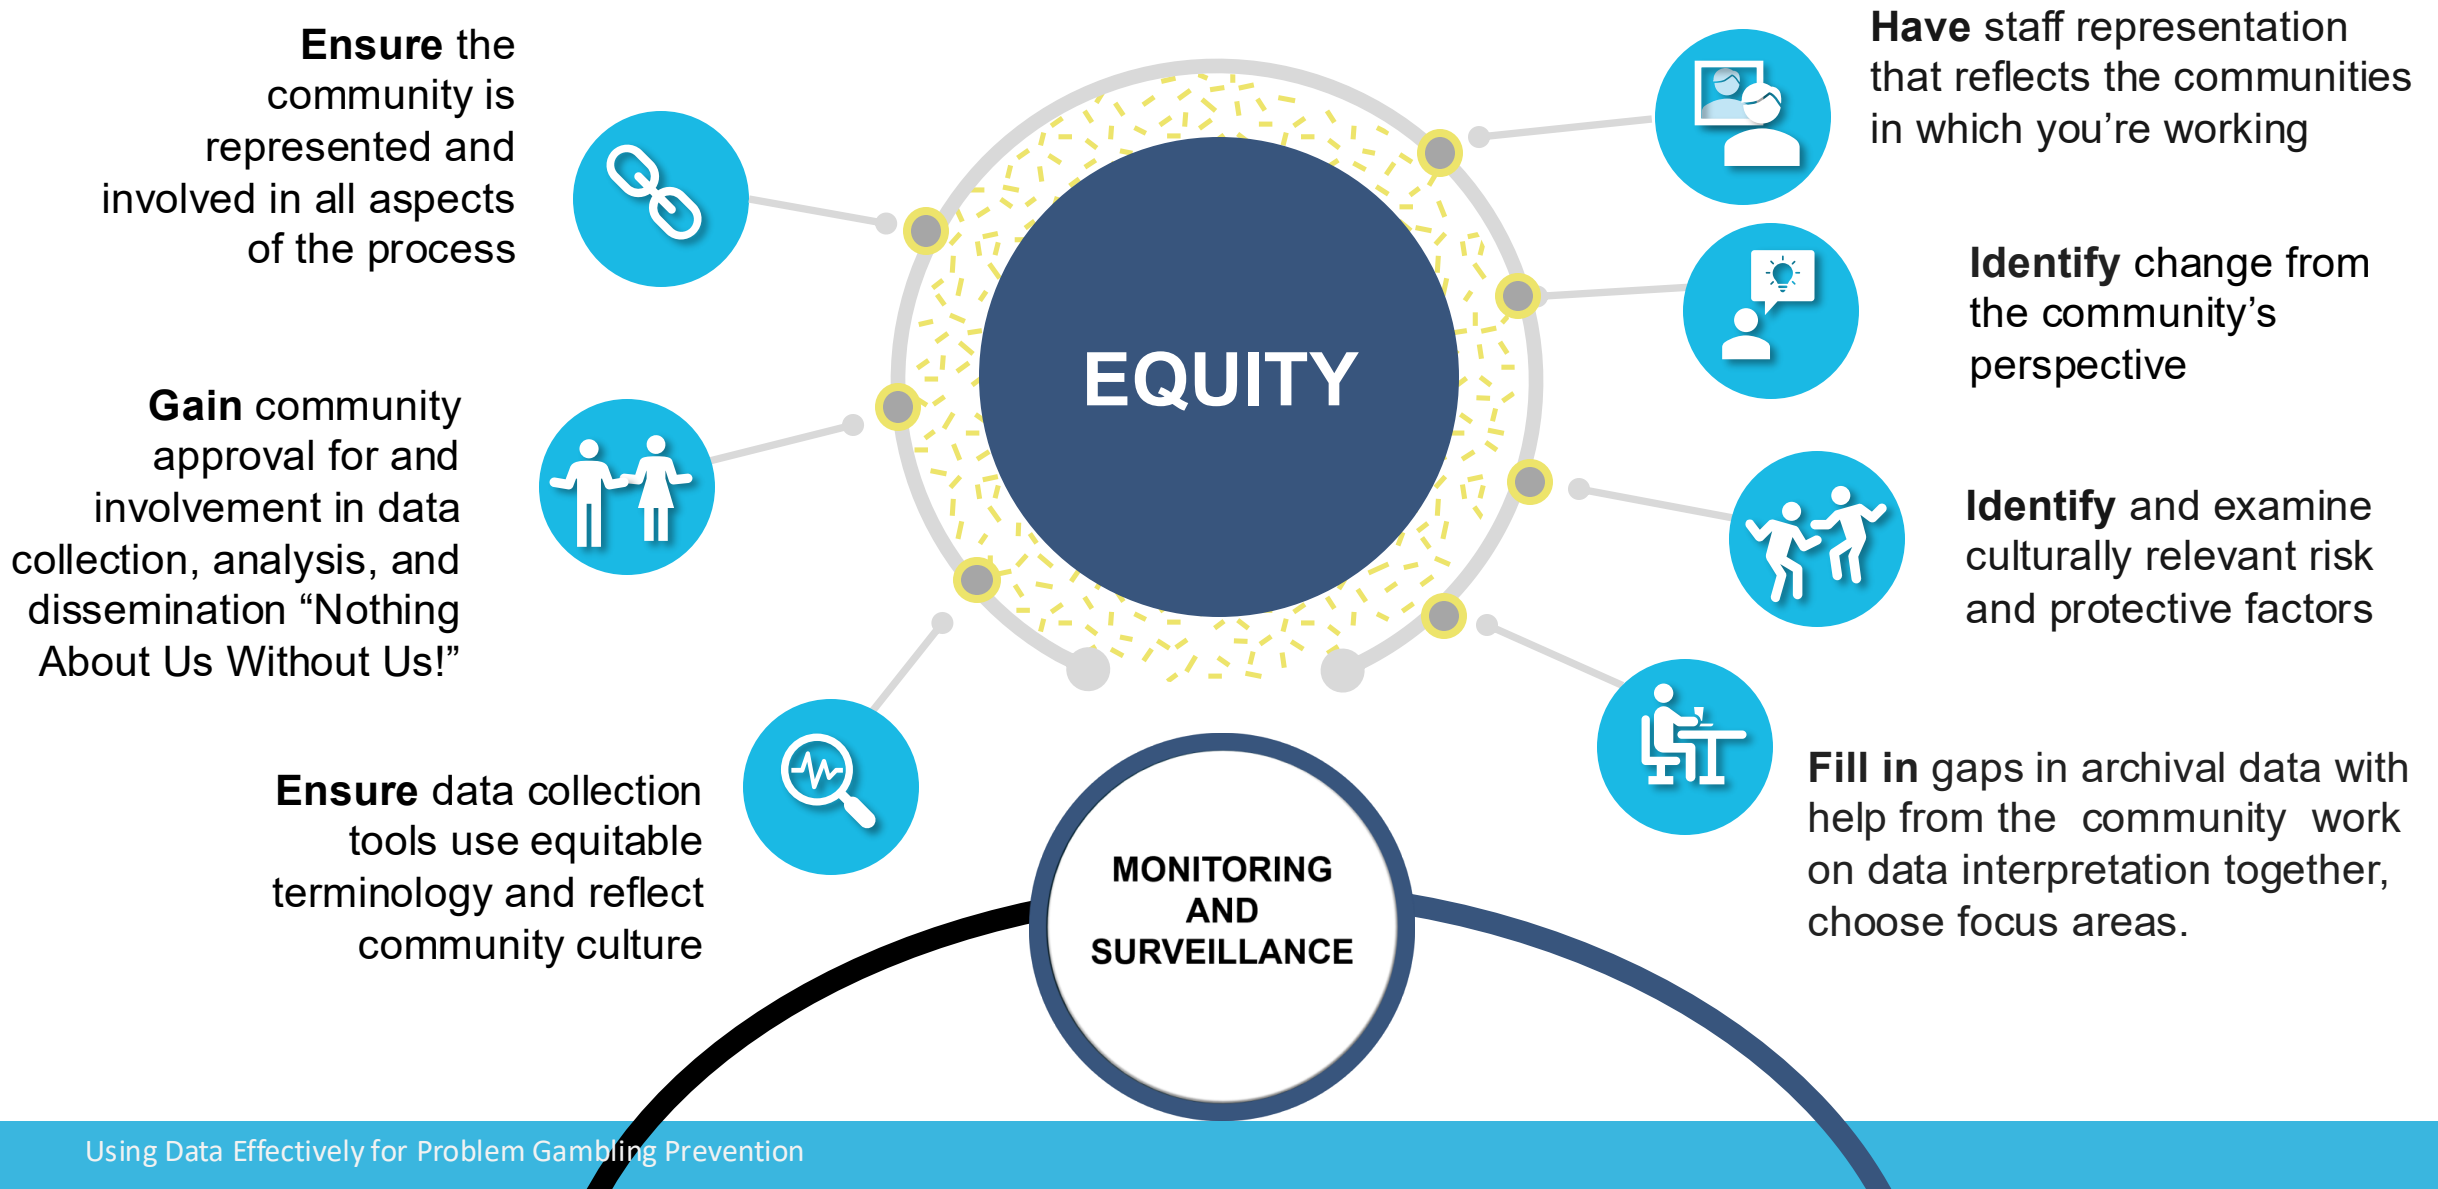 Ensure the
community is
represented and
involved in all aspects
of the process
Gain community
approval for and
involvement in data
collection, analysis, and
dissemination “Nothing
About Us Without Us!”
Ensure data collection
tools use equitable
terminology and reflect
community culture
EQUITY
MONITORING
AND
SURVEILLANCE
Have staff representation
that reflects the communities
in which you’re working
Identify change from
the community’s
perspective
Identify and examine
culturally relevant risk
and protective factors
Fill in gaps in archival data with
help from the community work
on data interpretation together,
choose focus areas.
Using Data Effectively for Problem Gambling Prevention